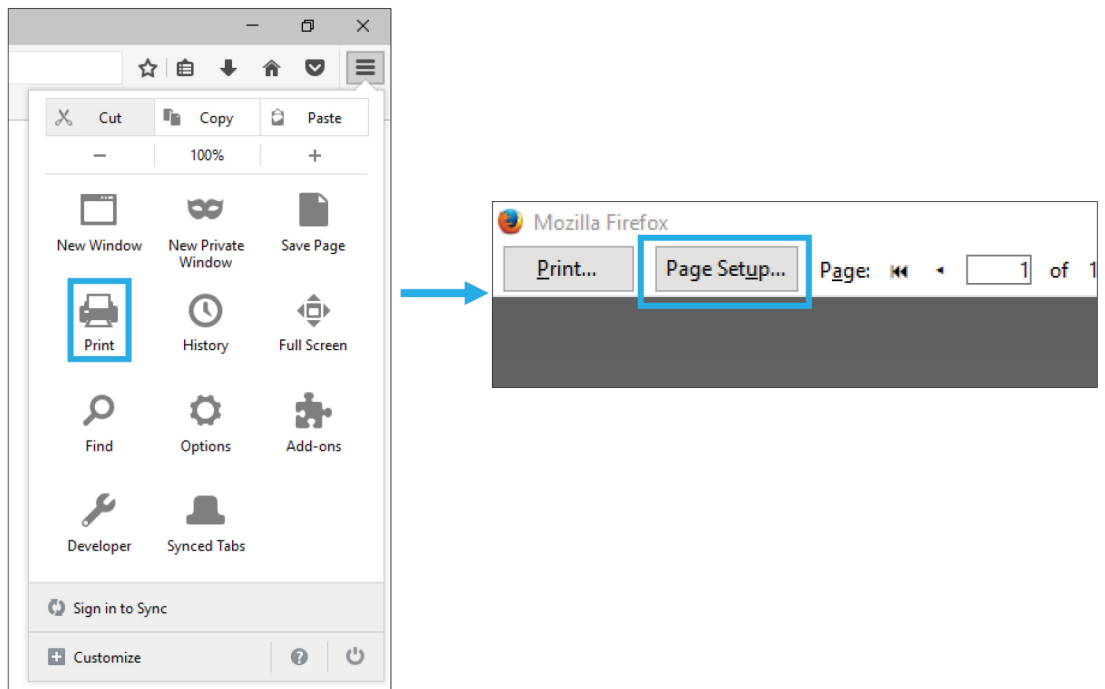 Cut Copy Paste
− 100% +
New Window New Private Window Save Page
Print History Full Screen
Find Options Add-ons
Developer Synced Tabs
Sign in to Sync
+ Customize ?
Mozilla Firefox
Print... Page Setup... Page: 1 of 1